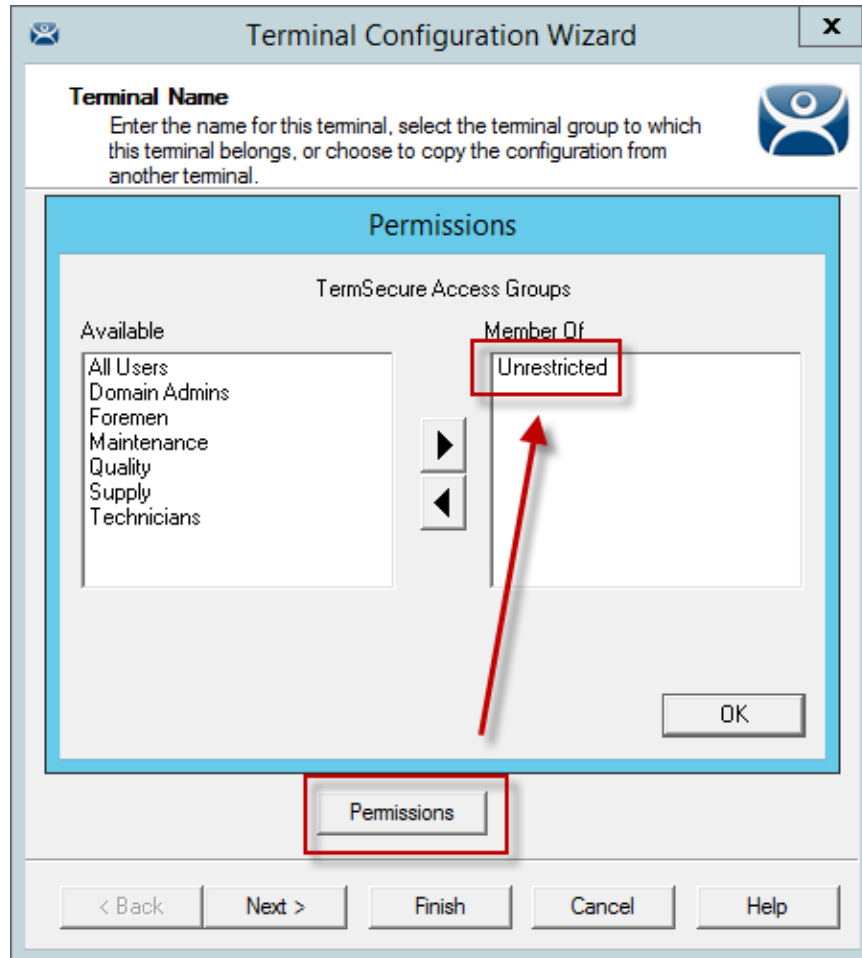 Terminal Configuration Wizard
x
Terminal Name
Enter the name for this terminal, select the terminal group to which
this terminal belongs, or choose to copy the configuration from
another terminal.
Permissions
TermSecure Access Groups
Available
Member Of
All Users
Domain Admins
Foremen
Maintenance
Quality
Supply
Technicians
Unrestricted
OK
Permissions
< Back
Next >
Finish
Cancel
Help